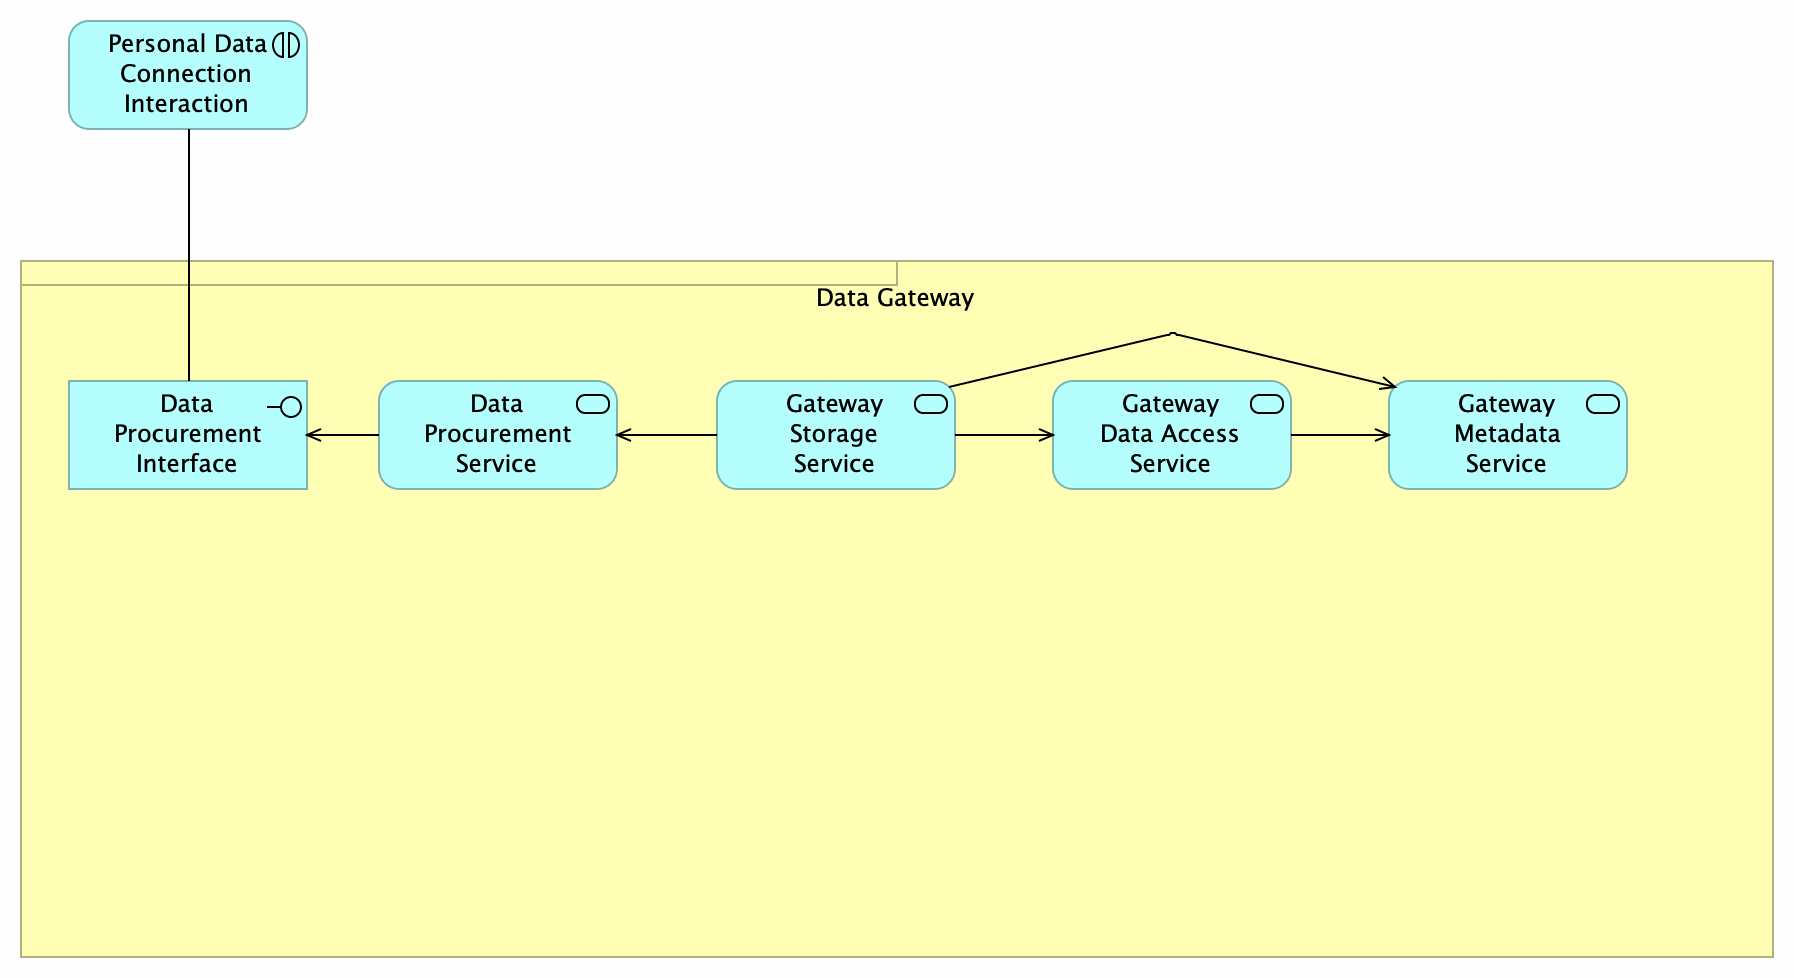 Personal Data
Connection
Interaction
Data Gateway
Data
Procurement
Interface
Data
Procurement
Service
Gateway
Storage
Service
Gateway
Data Access
Service
Gateway
Metadata
Service